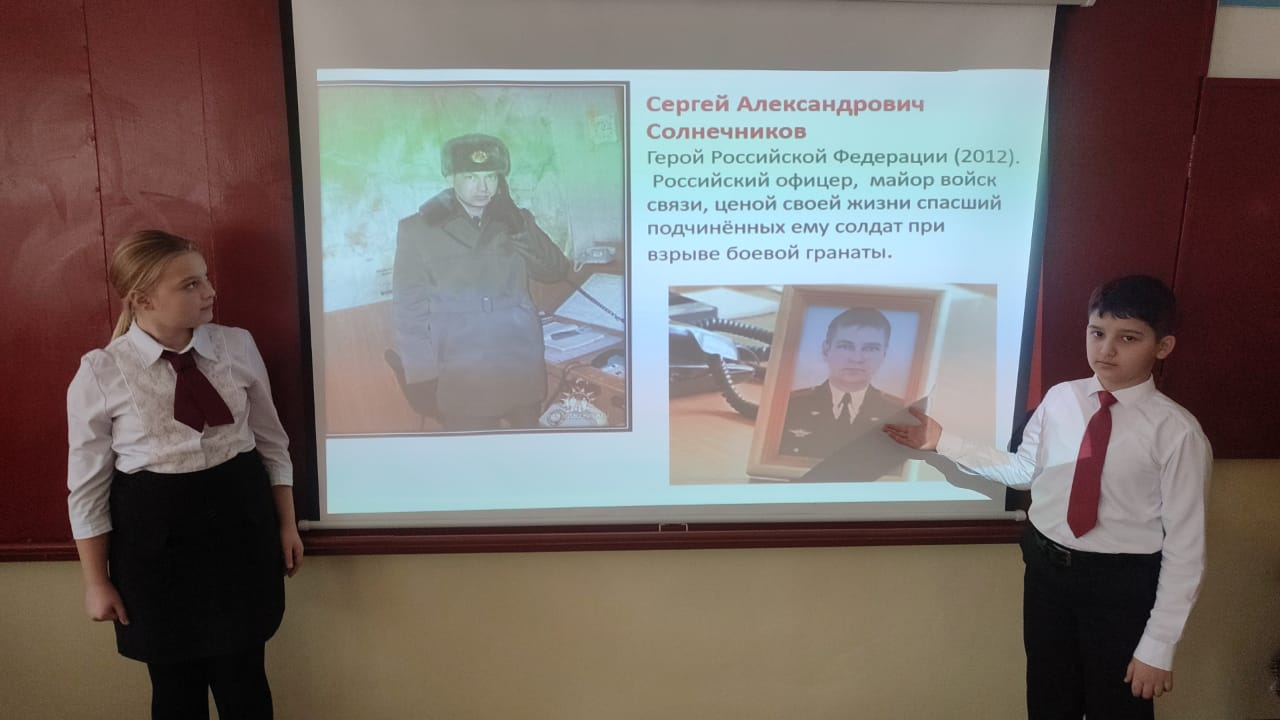 Сергей Александрович
Солнечников
Герой Российской Федерации (2012).
Российский офицер, майор войск
связи, ценой своей жизни спасший
подчинённых ему солдат при
взрыве боевой гранаты.